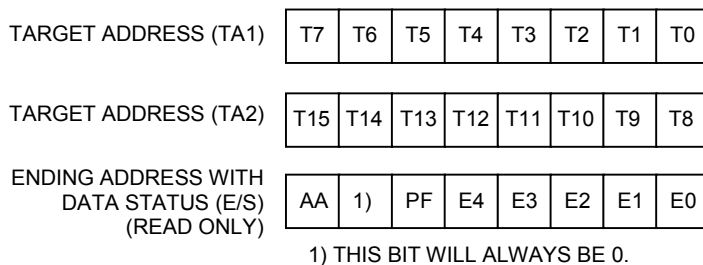 TARGET ADDRESS (TA1) T7 T6 T5 T4 T3 T2 T1 T0
TARGET ADDRESS (TA2) T15 T14 T13 T12 T11 T10 T9 T8
ENDING ADDRESS WITH
DATA STATUS (E/S)
(READ ONLY)
AA 1) PF E4 E3 E2 E1 E0
1) THIS BIT WILL ALWAYS BE 0.